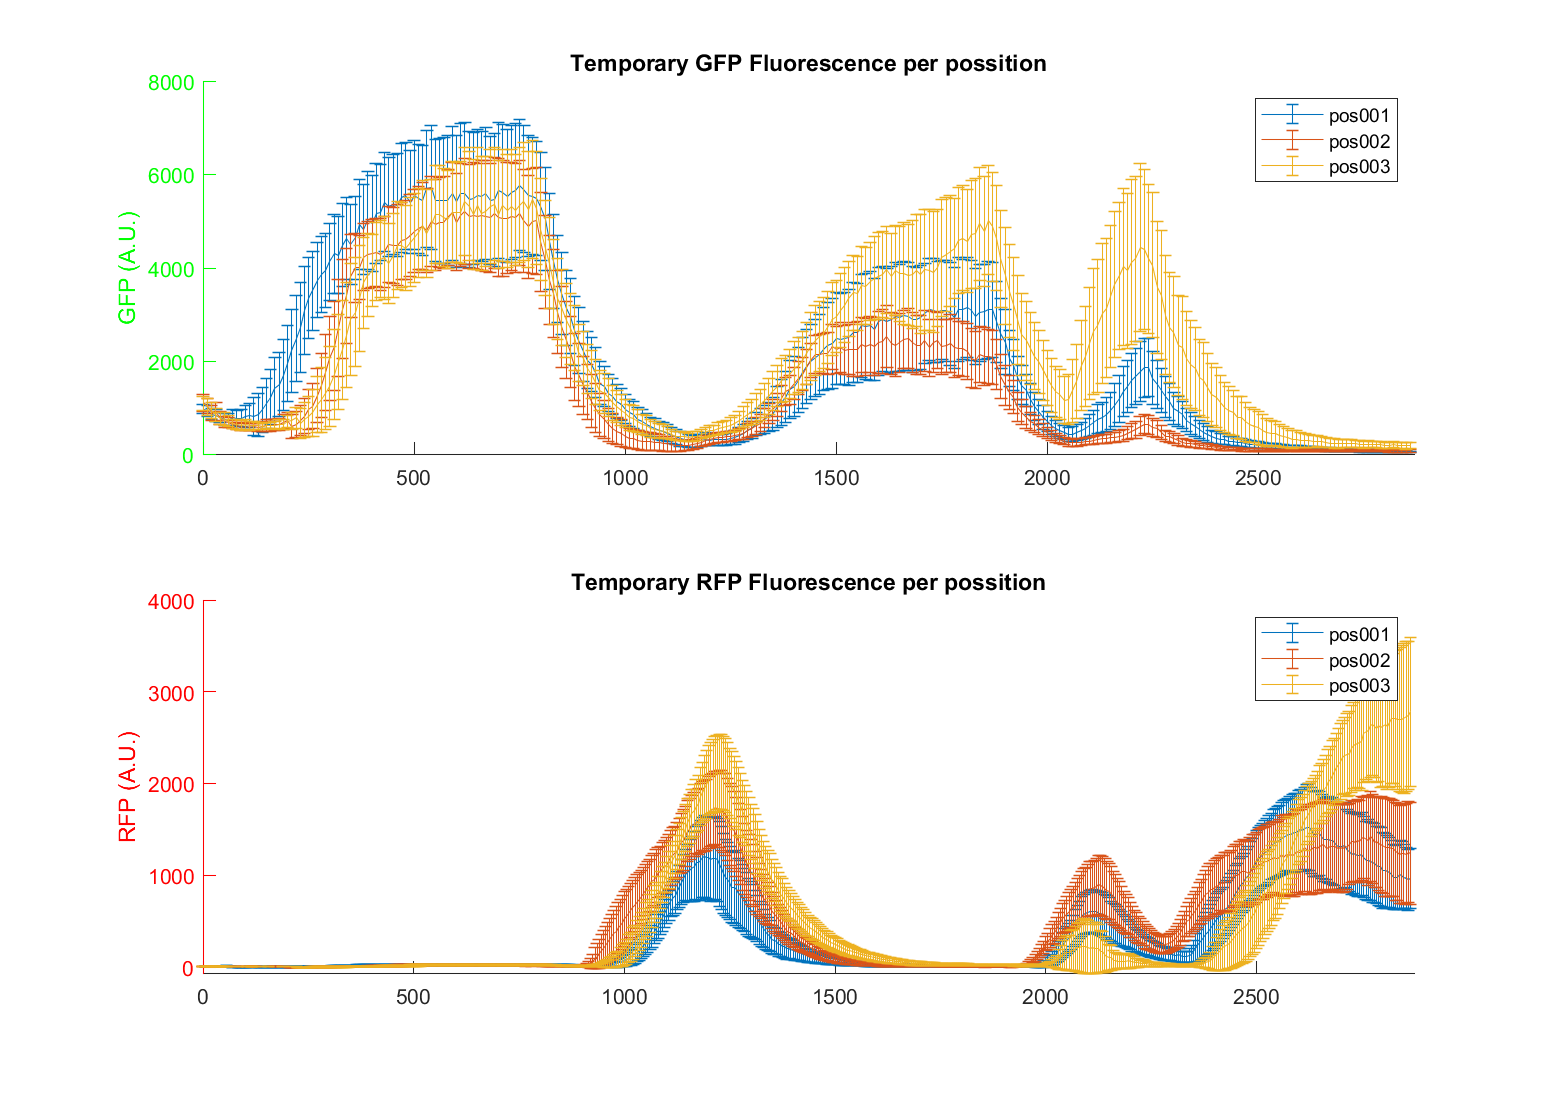 Temporary GFP Fluorescence per possition
8000
6000
4000
2000
0
GFP (A.U.)
pos001
pos002
pos003
0 500 1000 1500 2000 2500
Temporary RFP Fluorescence per possition
4000
3000
2000
1000
0
RFP (A.U.)
pos001
pos002
pos003
0 500 1000 1500 2000 2500